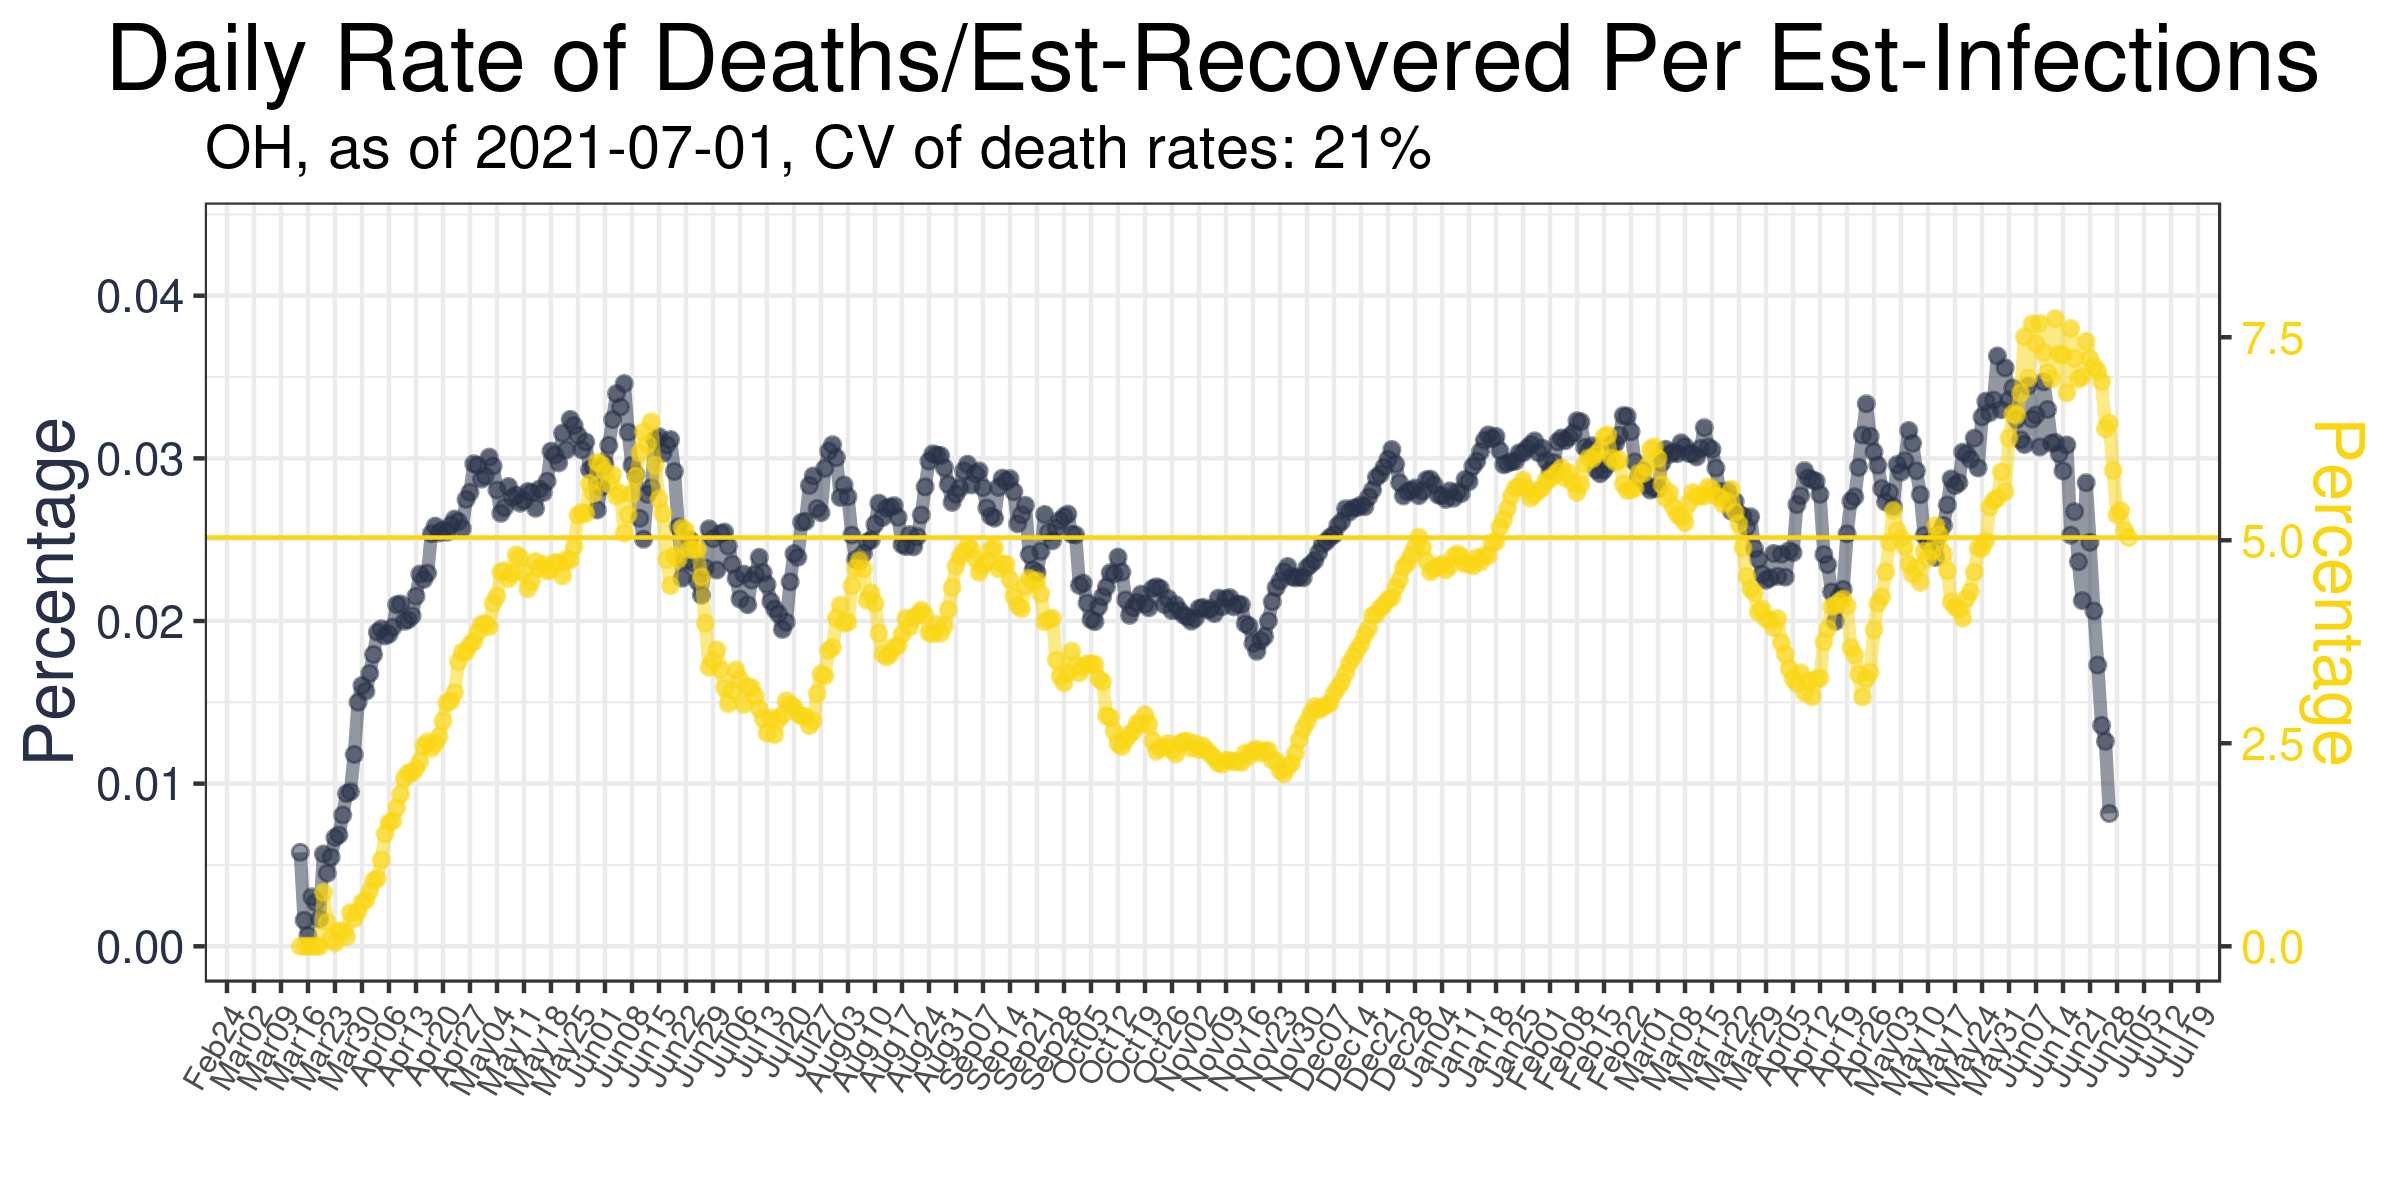 Daily Rate of Deaths/Est-Recovered Per Est-Infections
OH, as of 2021-07-01, CV of death rates: 21%
Percentage
0.04
0.03
0.02
0.01
0.00
7.5
5.0
2.5
0.0
Percentage
Feb24
Mar02
Mar09
Mar16
Mar23
Mar30
Apr06
Apr13
Apr20
Apr27
May04
May11
May18
May25
Jun01
Jun08
Jun15
Jun22
Jun29
Jul06
Jul13
Jul20
Jul27
Aug03
Aug10
Aug17
Aug24
Aug31
Sep07
Sep14
Sep21
Sep28
Oct05
Oct12
Oct19
Oct26
Nov02
Nov09
Nov16
Nov23
Nov30
Dec07
Dec14
Dec21
Dec28
Jan04
Jan11
Jan18
Jan25
Feb01
Feb08
Feb15
Feb22
Mar01
Mar08
Mar15
Mar22
Mar29
Apr05
Apr12
Apr19
Apr26
May03
May10
May17
May24
May31
Jun07
Jun14
Jun21
Jun28
Jul05
Jul12
Jul19